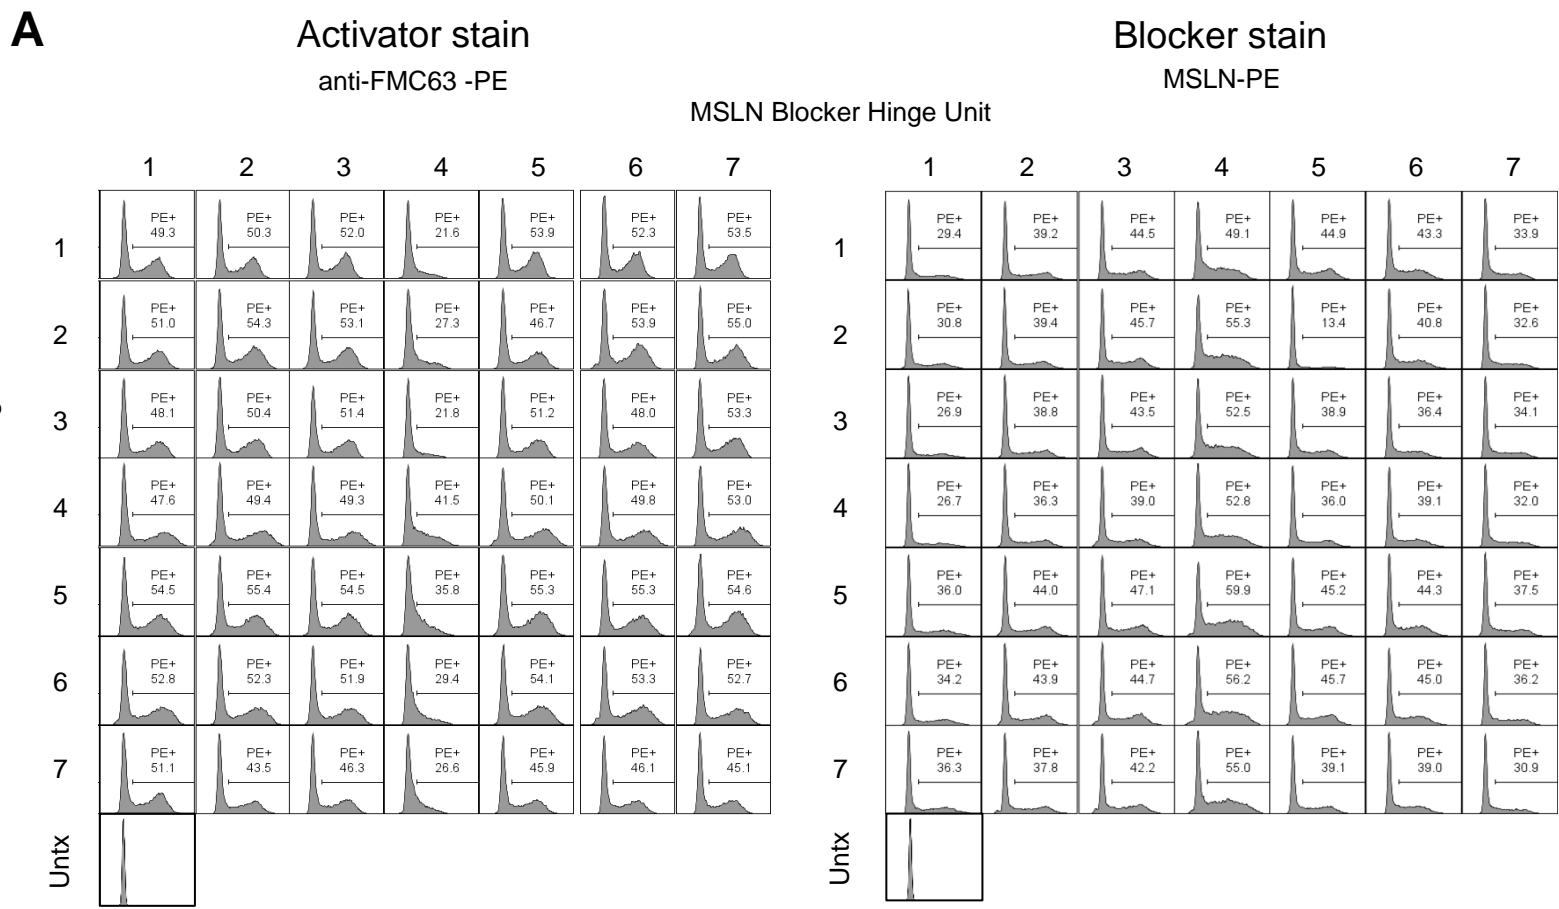 A
Activator stain
Blocker stain
anti-FMC63 -PE
MSLN-PE
MSLN Blocker Hinge Unit
1 2 3 4 5 6 7 1 2 3 4 5 6 7
1 PE+ PE+ PE+ PE+ PE+ PE+ PE+ 1 PE+ PE+ PE+ PE+ PE+ PE+ PE+
49.3 50.3 52.0 21.6 53.9 52.3 53.5 29.4 39.2 44.5 49.1 44.9 43.3 33.9
2 PE+ PE+ PE+ PE+ PE+ PE+ PE+ 2 PE+ PE+ PE+ PE+ PE+ PE+ PE+
51.0 54.3 53.1 27.3 46.7 53.9 55.0 30.8 39.4 45.7 55.3 13.4 40.8 32.6
3 PE+ PE+ PE+ PE+ PE+ PE+ PE+ 3 PE+ PE+ PE+ PE+ PE+ PE+ PE+
48.1 50.4 51.4 21.8 51.2 48.0 53.3 26.9 38.8 43.5 52.5 38.9 36.4 34.1
4 PE+ PE+ PE+ PE+ PE+ PE+ PE+ 4 PE+ PE+ PE+ PE+ PE+ PE+ PE+
47.6 49.4 49.3 41.5 50.1 49.8 53.0 26.7 36.3 39.0 52.8 36.0 39.1 32.0
5 PE+ PE+ PE+ PE+ PE+ PE+ PE+ 5 PE+ PE+ PE+ PE+ PE+ PE+ PE+
54.5 55.4 54.5 35.8 55.3 55.3 54.6 36.0 44.0 47.1 59.9 45.2 44.3 37.5
6 PE+ PE+ PE+ PE+ PE+ PE+ PE+ 6 PE+ PE+ PE+ PE+ PE+ PE+ PE+
52.8 52.3 51.9 29.4 54.1 53.3 52.7 34.2 43.9 44.7 56.2 45.7 45.0 36.2
7 PE+ PE+ PE+ PE+ PE+ PE+ PE+ 7 PE+ PE+ PE+ PE+ PE+ PE+ PE+
51.1 43.5 46.3 26.6 45.9 46.1 45.1 36.3 37.8 42.2 55.0 39.1 39.0 30.9
Untx Untx